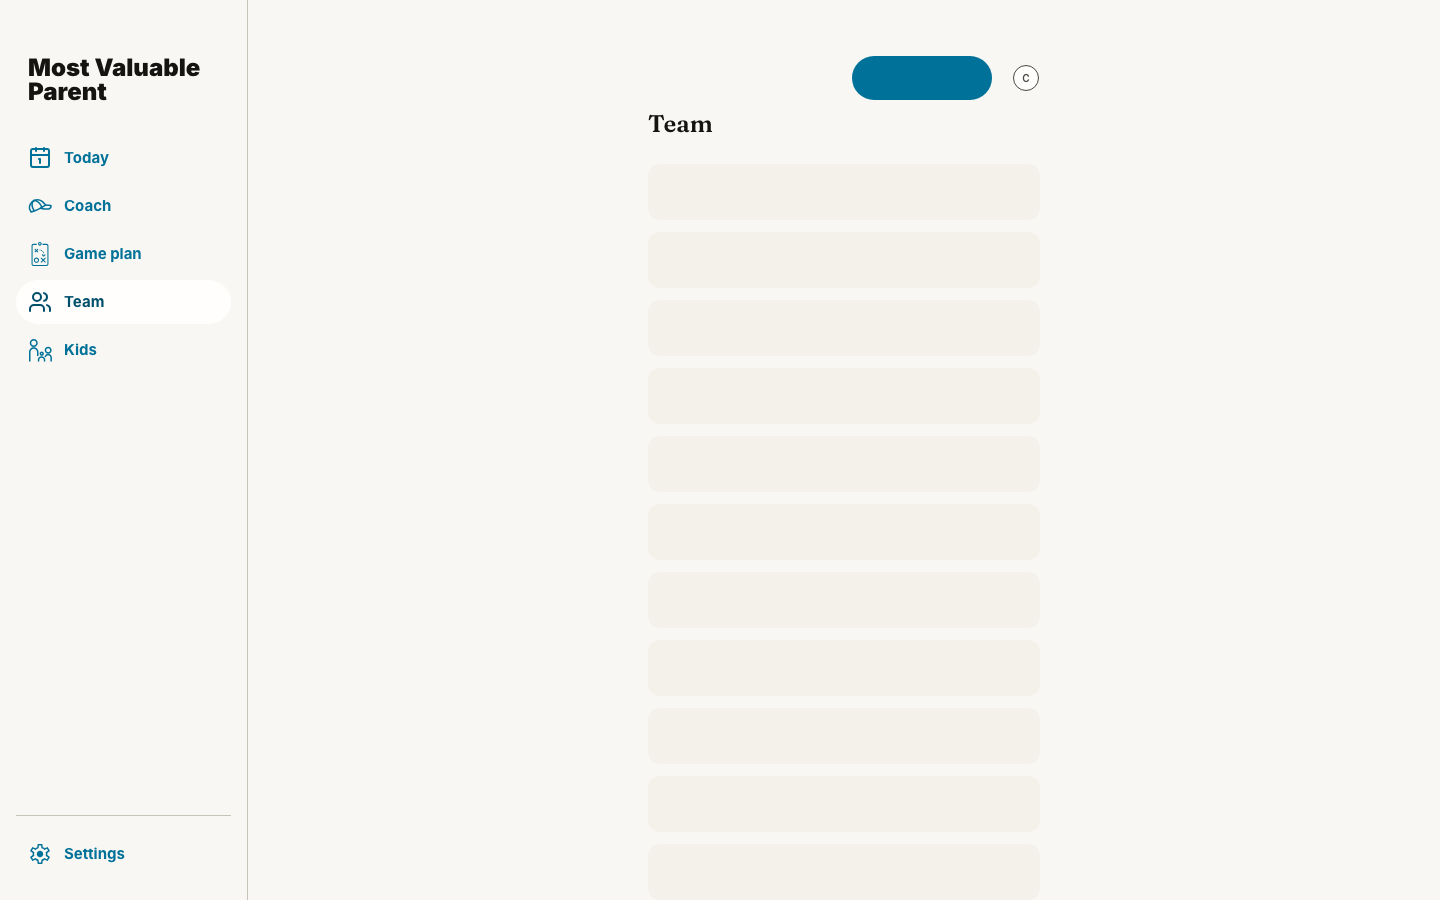 Most Valuable
Parent
Today
Coach
Game plan
Team
Kids
Settings
C
Team